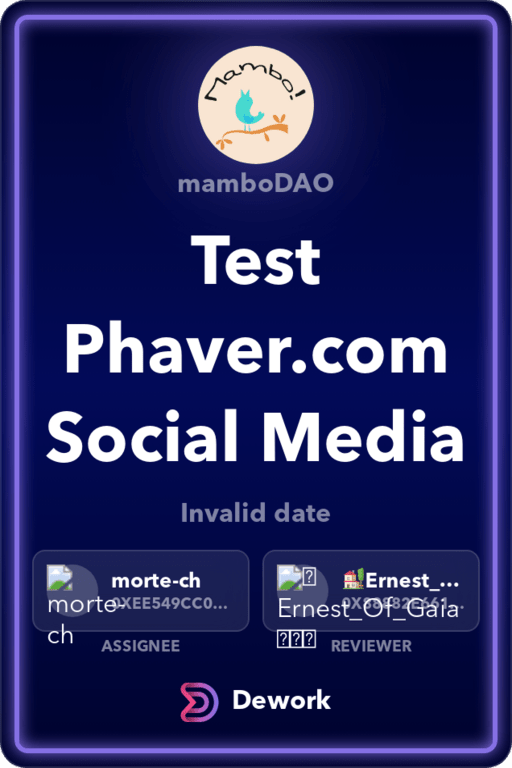 Mambo!
mamboDAO
Test
Phaver.com
Social Media
Invalid date
morte-ch
0XEE549CC0...
morte-
ch
ASSIGNEE
🏡Ernest_...
Ernest_Of_Gaia
REVIEWER
Dework